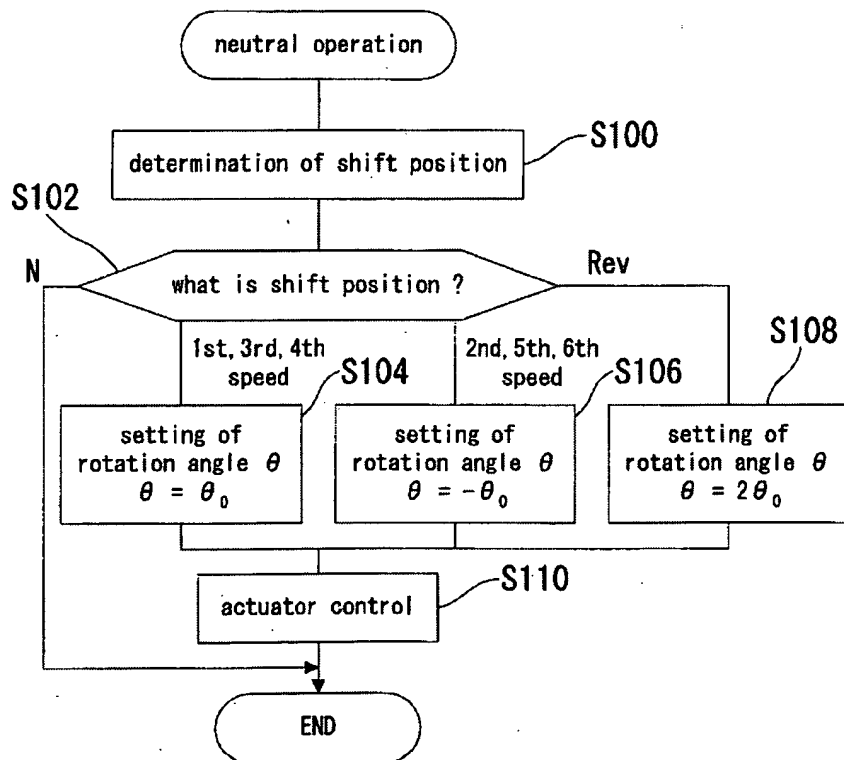 neutral operation
S100
determination of shift position
S102
N
what is shift position ?
Rev
1st, 3rd, 4th
speed
2nd, 5th, 6th
speed
S104
S106
S108
setting of
rotation angle θ
θ = θ₀
setting of
rotation angle θ
θ = -θ₀
setting of
rotation angle θ
θ = 2θ₀
S110
actuator control
END